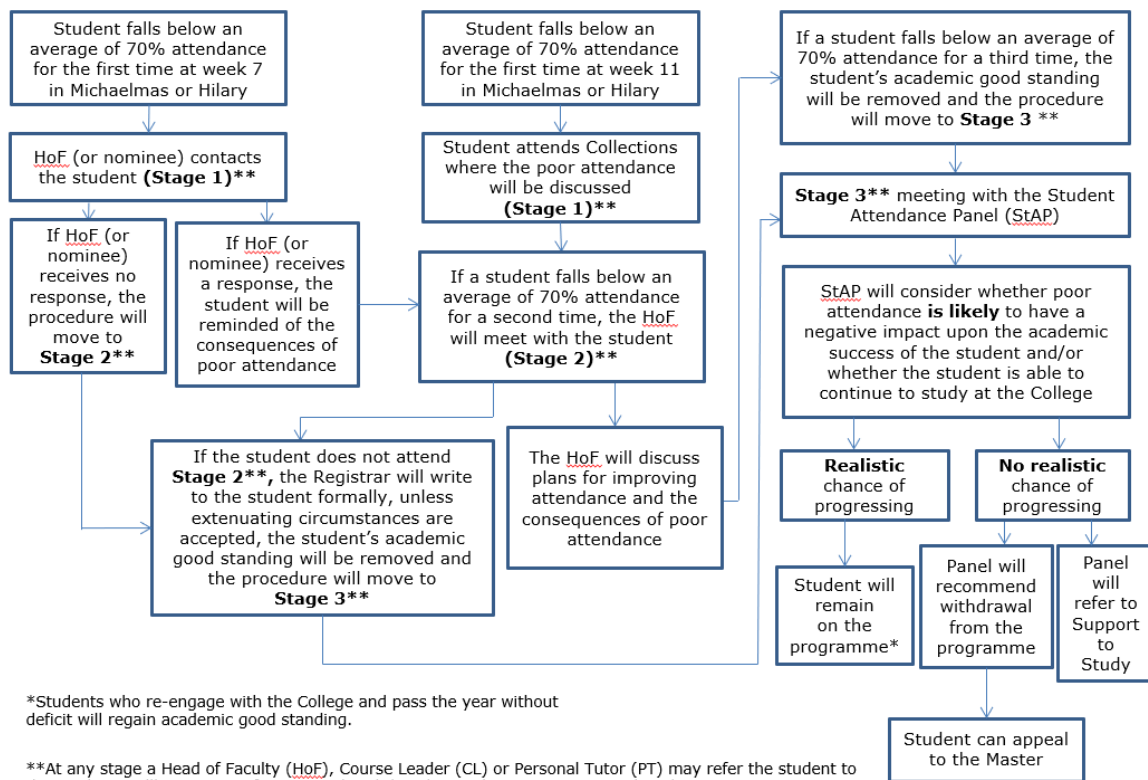 Student falls below an
average of 70% attendance
for the first time at week 7
in Michaelmas or Hilary
HoF (or nominee) contacts
the student (Stage 1)**
If HoF (or
nominee)
receives no
response, the
procedure will
move to
Stage 2**
If HoF (or
nominee) receives
a response, the
student will be
reminded of the
consequences of
poor attendance
Student falls below an
average of 70% attendance
for the first time at week 11
in Michaelmas or Hilary
Student attends Collections
where the poor attendance
will be discussed
(Stage 1)**
If a student falls below an
average of 70% attendance
for a second time, the HoF
will meet with the student
(Stage 2)**
If the student does not attend
Stage 2**, the Registrar will write
to the student formally, unless
extenuating circumstances are
accepted, the student's academic
good standing will be removed and
the procedure will move to
Stage 3**
The HoF will discuss
plans for improving
attendance and the
consequences of poor
attendance
If a student falls below an average of
70% attendance for a third time, the
student's academic good standing
will be removed and the procedure
will move to Stage 3 **
Stage 3** meeting with the Student
Attendance Panel (StAP)
StAP will consider whether poor
attendance is likely to have a
negative impact upon the academic
success of the student and/or
whether the student is able to
continue to study at the College
Realistic
chance of
progressing
No realistic
chance of
progressing
Student will
remain
on the
programme*
Panel will
recommend
withdrawal
from the
programme
Panel
will
refer to
Support
to
Study
Student can appeal
to the Master
*Students who re-engage with the College and pass the year without
deficit will regain academic good standing.
**At any stage a Head of Faculty (HoF), Course Leader (CL) or Personal Tutor (PT) may refer the student to